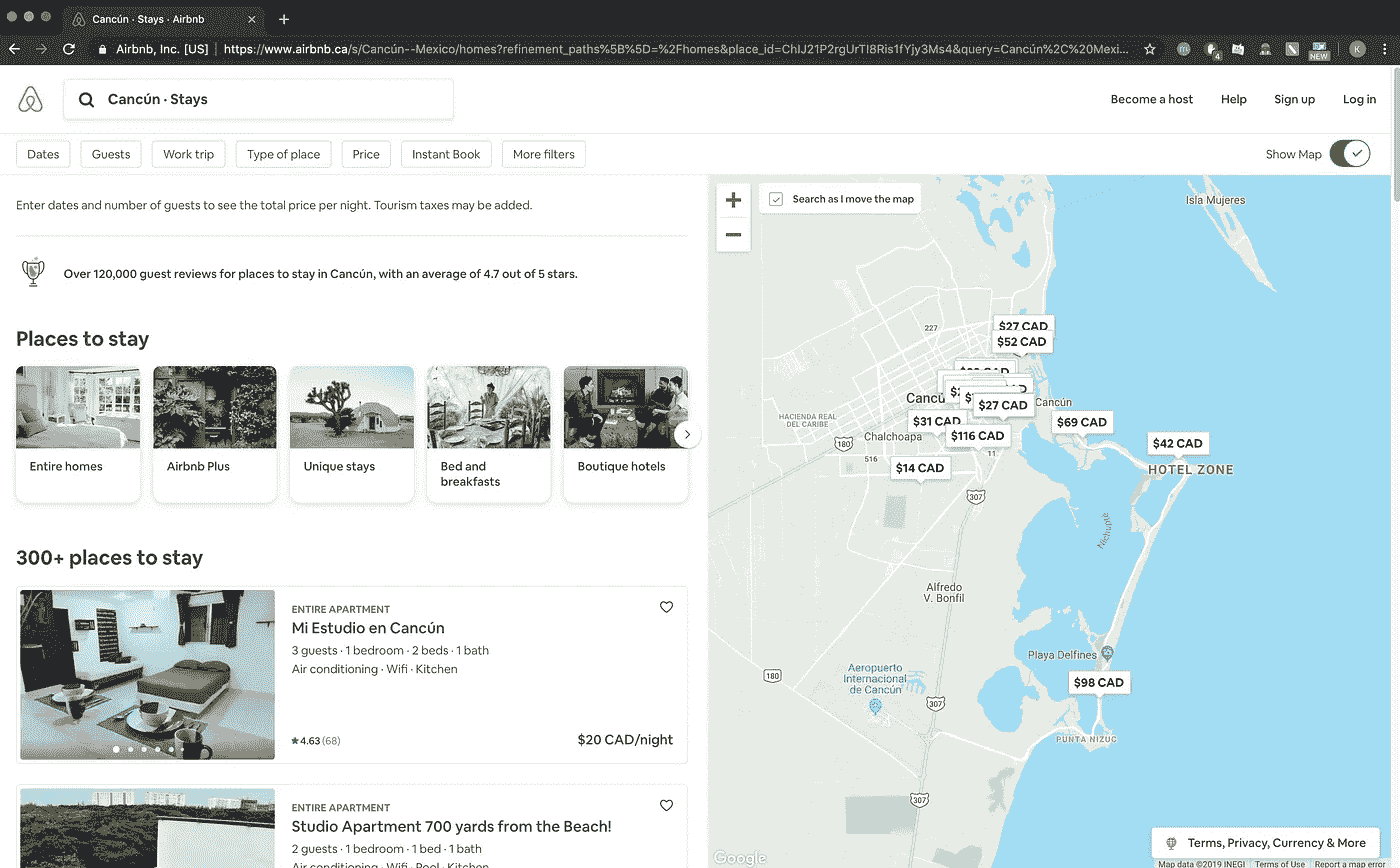 Cancún · Stays · Airbnb
Airbnb, Inc. [US] | https://www.airbnb.ca/s/Cancún--Mexico/homes?refinement_paths%5B%5D=%2Fhomes&place_id=ChIJ21P2rgUrTI8Ris1fYjy3Ms4&query=Cancún%2C%20Mexi...
4
NEW
K
Cancún · Stays
Become a host
Help
Sign up
Log in
Dates
Guests
Work trip
Type of place
Price
Instant Book
More filters
Show Map
Enter dates and number of guests to see the total price per night. Tourism taxes may be added.
Over 120,000 guest reviews for places to stay in Cancún, with an average of 4.7 out of 5 stars.
Places to stay
Entire homes
Airbnb Plus
Unique stays
Bed and
breakfasts
Boutique hotels
300+ places to stay
ENTIRE APARTMENT
Mi Estudio en Cancún
3 guests · 1 bedroom · 2 beds · 1 bath
Air conditioning · Wifi · Kitchen
4.63 (68)
$20 CAD/night
ENTIRE APARTMENT
Studio Apartment 700 yards from the Beach!
2 guests · 1 bedroom · 1 bed · 1 bath
Air conditioning · Wifi · Pool · Kitchen
Search as I move the map
Isla Mujeres
227
$27 CAD
$52 CAD
Cancú
$27 CAD
Cancún
HACIENDA REAL
DEL CARIBE
$31 CAD
$69 CAD
180
Chalchoapa
$116 CAD
$42 CAD
516
11
$14 CAD
HOTEL ZONE
307
Nichupte
Alfredo
V. Bonfil
Playa Delfines
180
Aeropuerto
Internacional
de Cancún
$98 CAD
307
PUNTA NIZUC
307
Terms, Privacy, Currency & More
Google
Map data ©2019 INEGI
Terms of Use
Report a map error